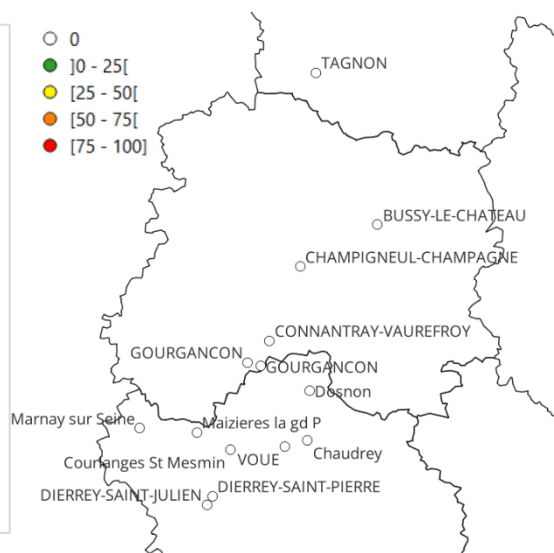 0
]0 - 25[
[25 - 50[
[50 - 75[
[75 - 100]
TAGNON
BUSSY-LE-CHATEAU
CHAMPIGNEUL-CHAMPAGNE
CONNANTRAY-VAUREFROY
GOURGANCON
GOURGANCON
Dosnon
Marnay sur Seine
Maizieres la gd P
Chaudrey
Courlanges St Mesmin
VOUE
DIERREY-SAINT-PIERRE
DIERREY-SAINT-JULIEN